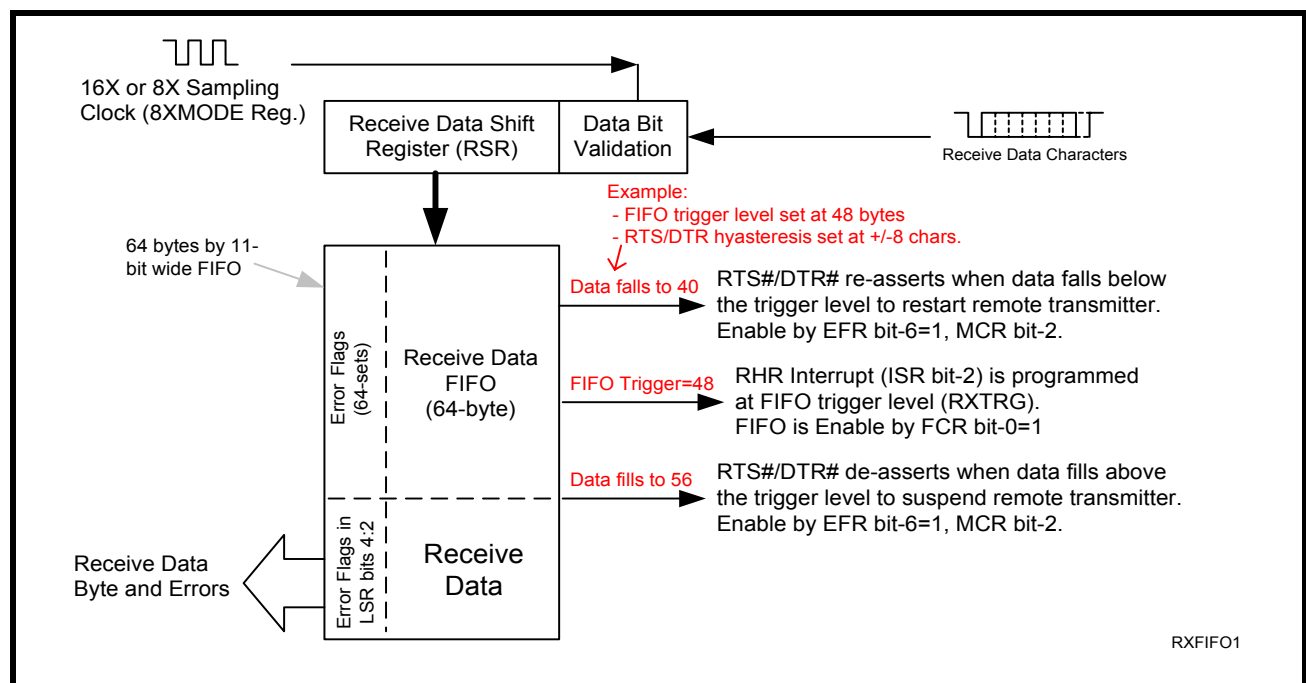 16X or 8X Sampling
Clock (8XMODE Reg.)
Receive Data Shift
Register (RSR)
Data Bit
Validation
Receive Data Characters
Example:
- FIFO trigger level set at 48 bytes
- RTS/DTR hyasteresis set at +/-8 chars.
64 bytes by 11-
bit wide FIFO
Data falls to 40
RTS#/DTR# re-asserts when data falls below
the trigger level to restart remote transmitter.
Enable by EFR bit-6=1, MCR bit-2.
Error Flags
(64-sets)
Receive Data
FIFO
(64-byte)
FIFO Trigger=48
RHR Interrupt (ISR bit-2) is programmed
at FIFO trigger level (RXTRG).
FIFO is Enable by FCR bit-0=1
Data fills to 56
RTS#/DTR# de-asserts when data fills above
the trigger level to suspend remote transmitter.
Enable by EFR bit-6=1, MCR bit-2.
Receive Data
Byte and Errors
Error Flags in
LSR bits 4:2
Receive
Data
RXFIFO1